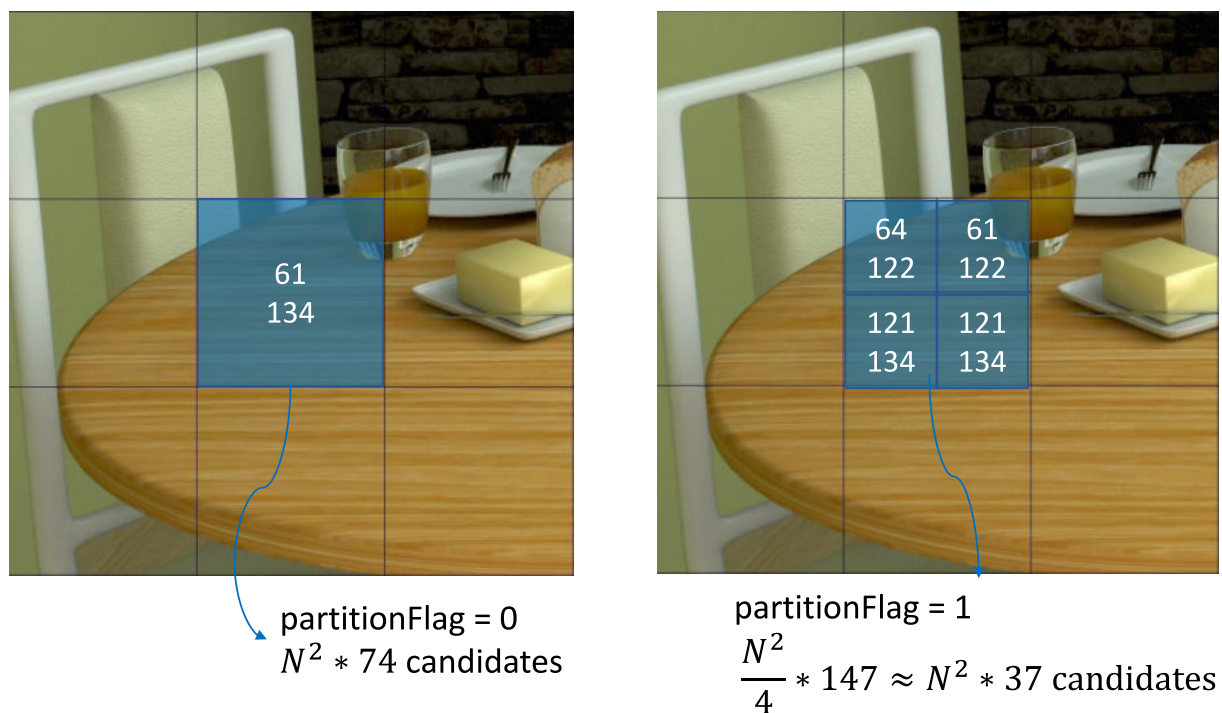 61
134
partitionFlag = 0
N² * 74 candidates
64 61
122 122
121 121
134 134
partitionFlag = 1
N²/4 * 147 ≈ N² * 37 candidates